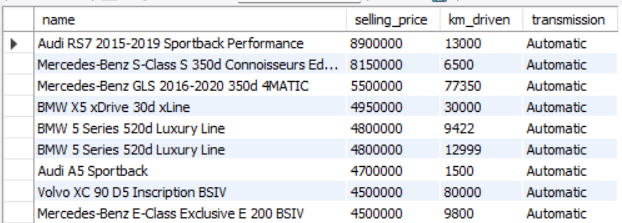 name selling_price km_driven transmission
Audi RS7 2015-2019 Sportback Performance 8900000 13000 Automatic
Mercedes-Benz S-Class S 350d Connoisseurs Ed... 8150000 6500 Automatic
Mercedes-Benz GLS 2016-2020 350d 4MATIC 5500000 77350 Automatic
BMW X5 xDrive 30d xLine 4950000 30000 Automatic
BMW 5 Series 520d Luxury Line 4800000 9422 Automatic
BMW 5 Series 520d Luxury Line 4800000 12999 Automatic
Audi A5 Sportback 4700000 1500 Automatic
Volvo XC 90 D5 Inscription BSIV 4500000 80000 Automatic
Mercedes-Benz E-Class Exclusive E 200 BSIV 4500000 9800 Automatic